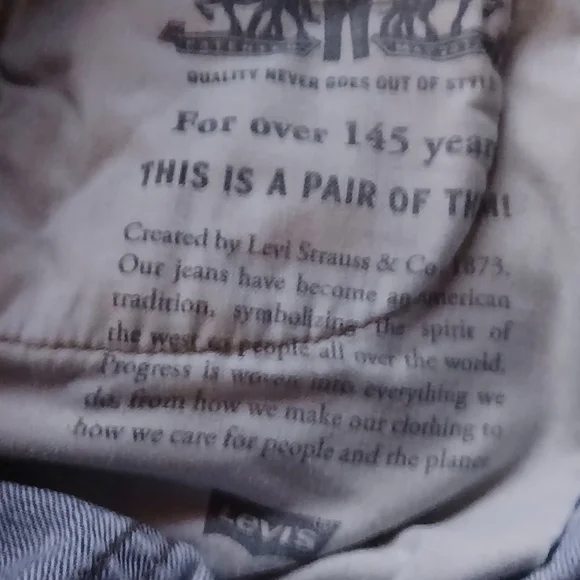 QUALITY NEVER GOES OUT OF STYLE
For over 145 year
THIS IS A PAIR OF THE
Created by Levi Strauss & Co. 1873.
Our jeans have become an American
tradition, symbolizing the spirit of
the west to people all over the world.
Progress is woven into everything we
do, from how we make our clothing to
how we care for people and the planet
LEVI'S